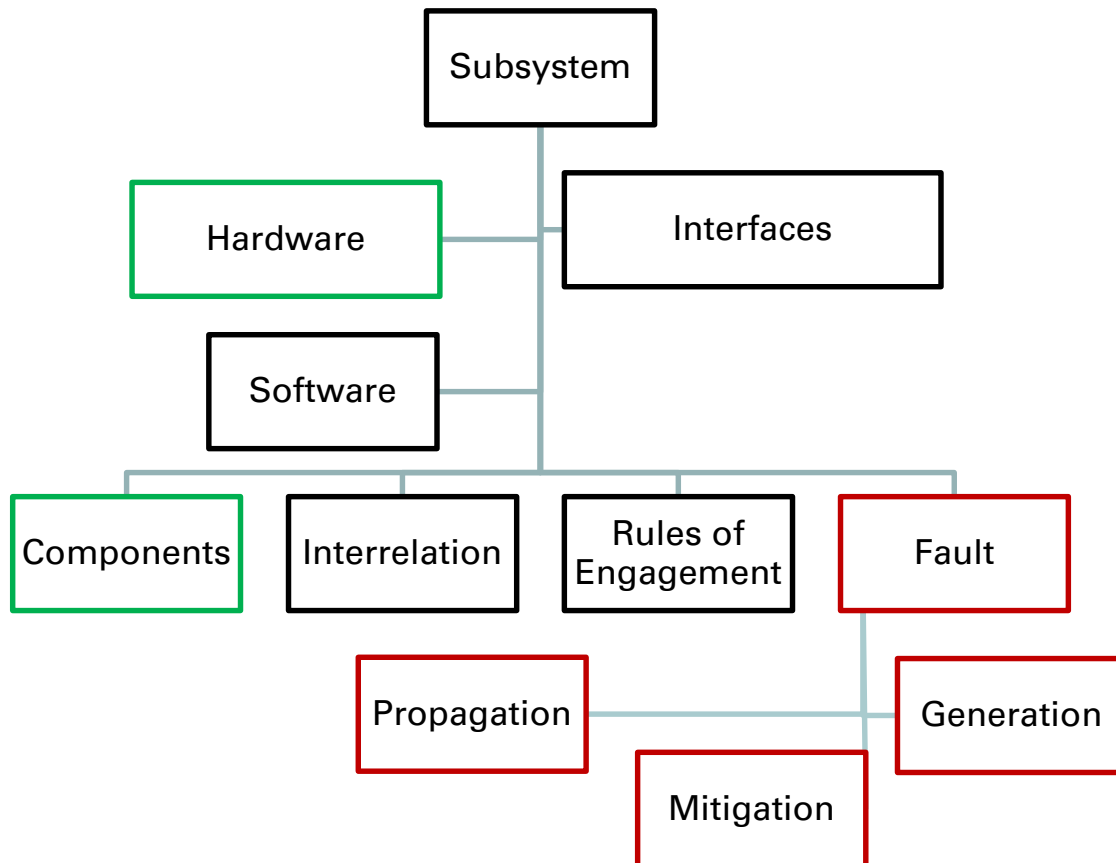 Subsystem
Hardware
Interfaces
Software
Components
Interrelation
Rules of
Engagement
Fault
Propagation
Generation
Mitigation